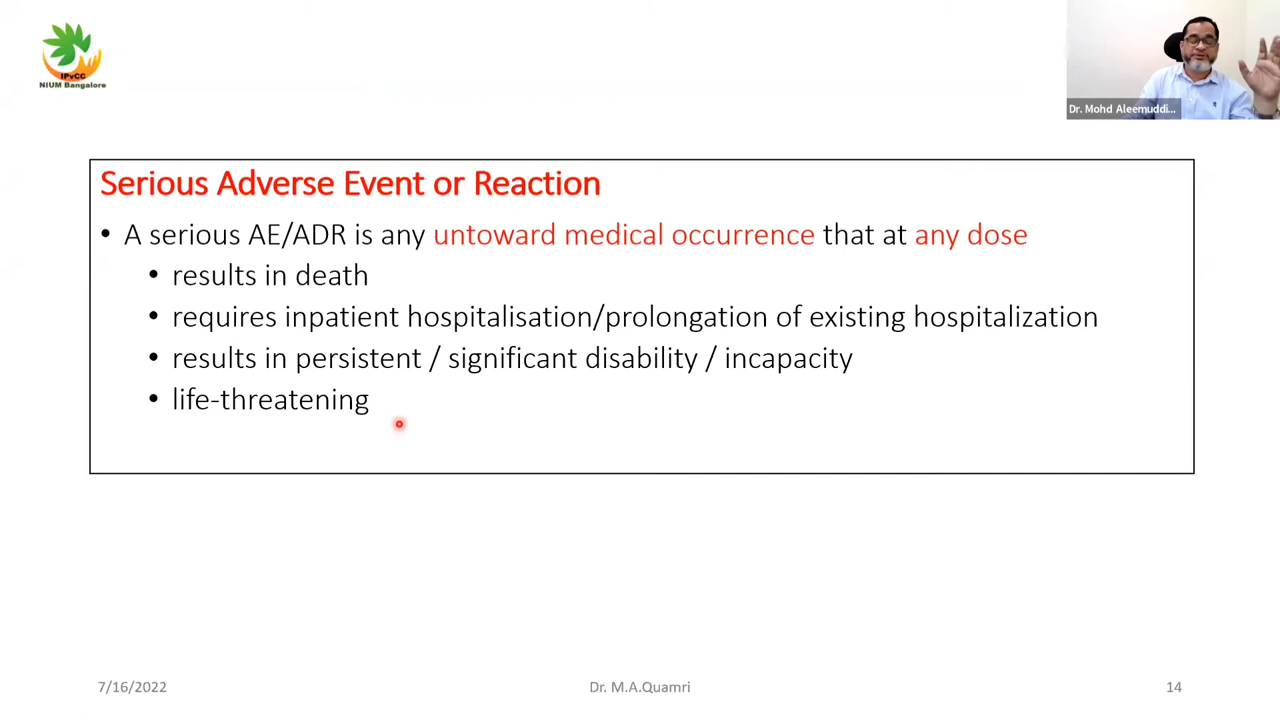 IPvCC
NIUM Bangalore
Dr. Mohd Aleemuddi...
Serious Adverse Event or Reaction
• A serious AE/ADR is any untoward medical occurrence that at any dose
• results in death
• requires inpatient hospitalisation/prolongation of existing hospitalization
• results in persistent / significant disability / incapacity
• life-threatening
7/16/2022
Dr. M.A.Quamri
14